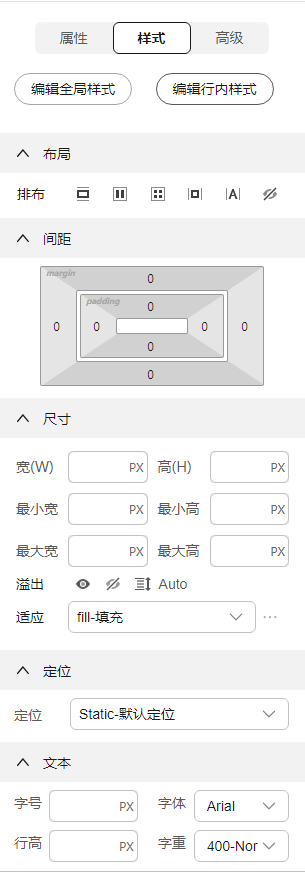 属性 样式 高级
编辑全局样式 编辑行内样式
布局
排布 A
间距
margin
0
padding
0
0 0 0 0
0
0
尺寸
宽(W) PX 高(H) PX
最小宽 PX 最小高 PX
最大宽 PX 最大高 PX
溢出 Auto
适应 fill-填充 ···
定位
定位 Static-默认定位
文本
字号 PX 字体 Arial
行高 PX 字重 400-Nor